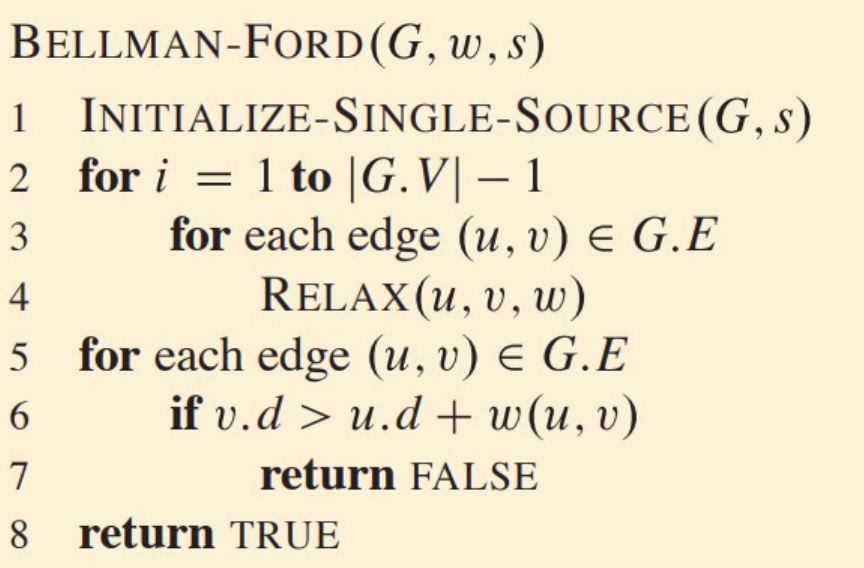 BELLMAN-FORD(G, w, s)
1 INITIALIZE-SINGLE-SOURCE(G, s)
2 for i = 1 to |G.V| − 1
3 for each edge (u, v) ∈ G.E
4 RELAX(u, v, w)
5 for each edge (u, v) ∈ G.E
6 if v.d > u.d + w(u, v)
7 return FALSE
8 return TRUE